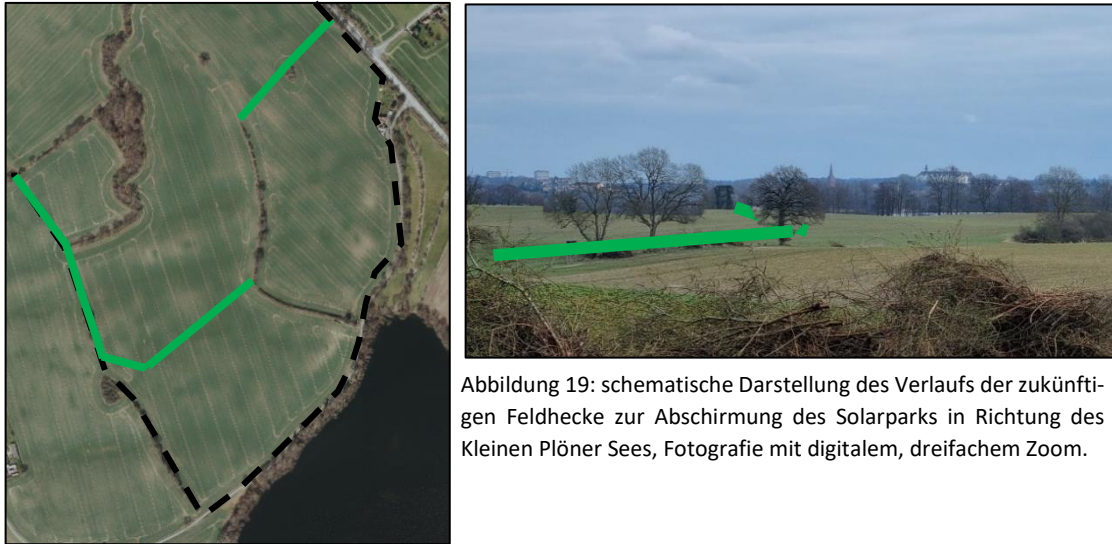 Abbildung 19: schematische Darstellung des Verlaufs der zukünfti-
gen Feldhecke zur Abschirmung des Solarparks in Richtung des
Kleinen Plöner Sees, Fotografie mit digitalem, dreifachem Zoom.